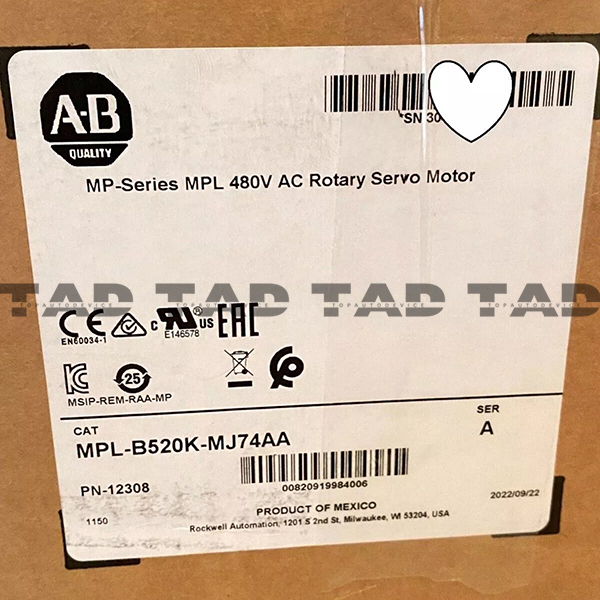 A-B
QUALITY
*SN 30
MP-Series MPL 480V AC Rotary Servo Motor
TAD TAD TAD TAD
TOPAUTODEVICE TOPAUTODEVICE TOPAUTODEVICE TOPAUTODEVICE
CE
EN60034-1
c UL ® US
E146578
EAC
25
MSIP-REM-RAA-MP
CAT
SER
MPL-B520K-MJ74AA
A
PN-12308
00820919984006
2022/09/22
1150
PRODUCT OF MEXICO
Rockwell Automation, 1201 S 2nd St, Milwaukee, WI 53204, USA